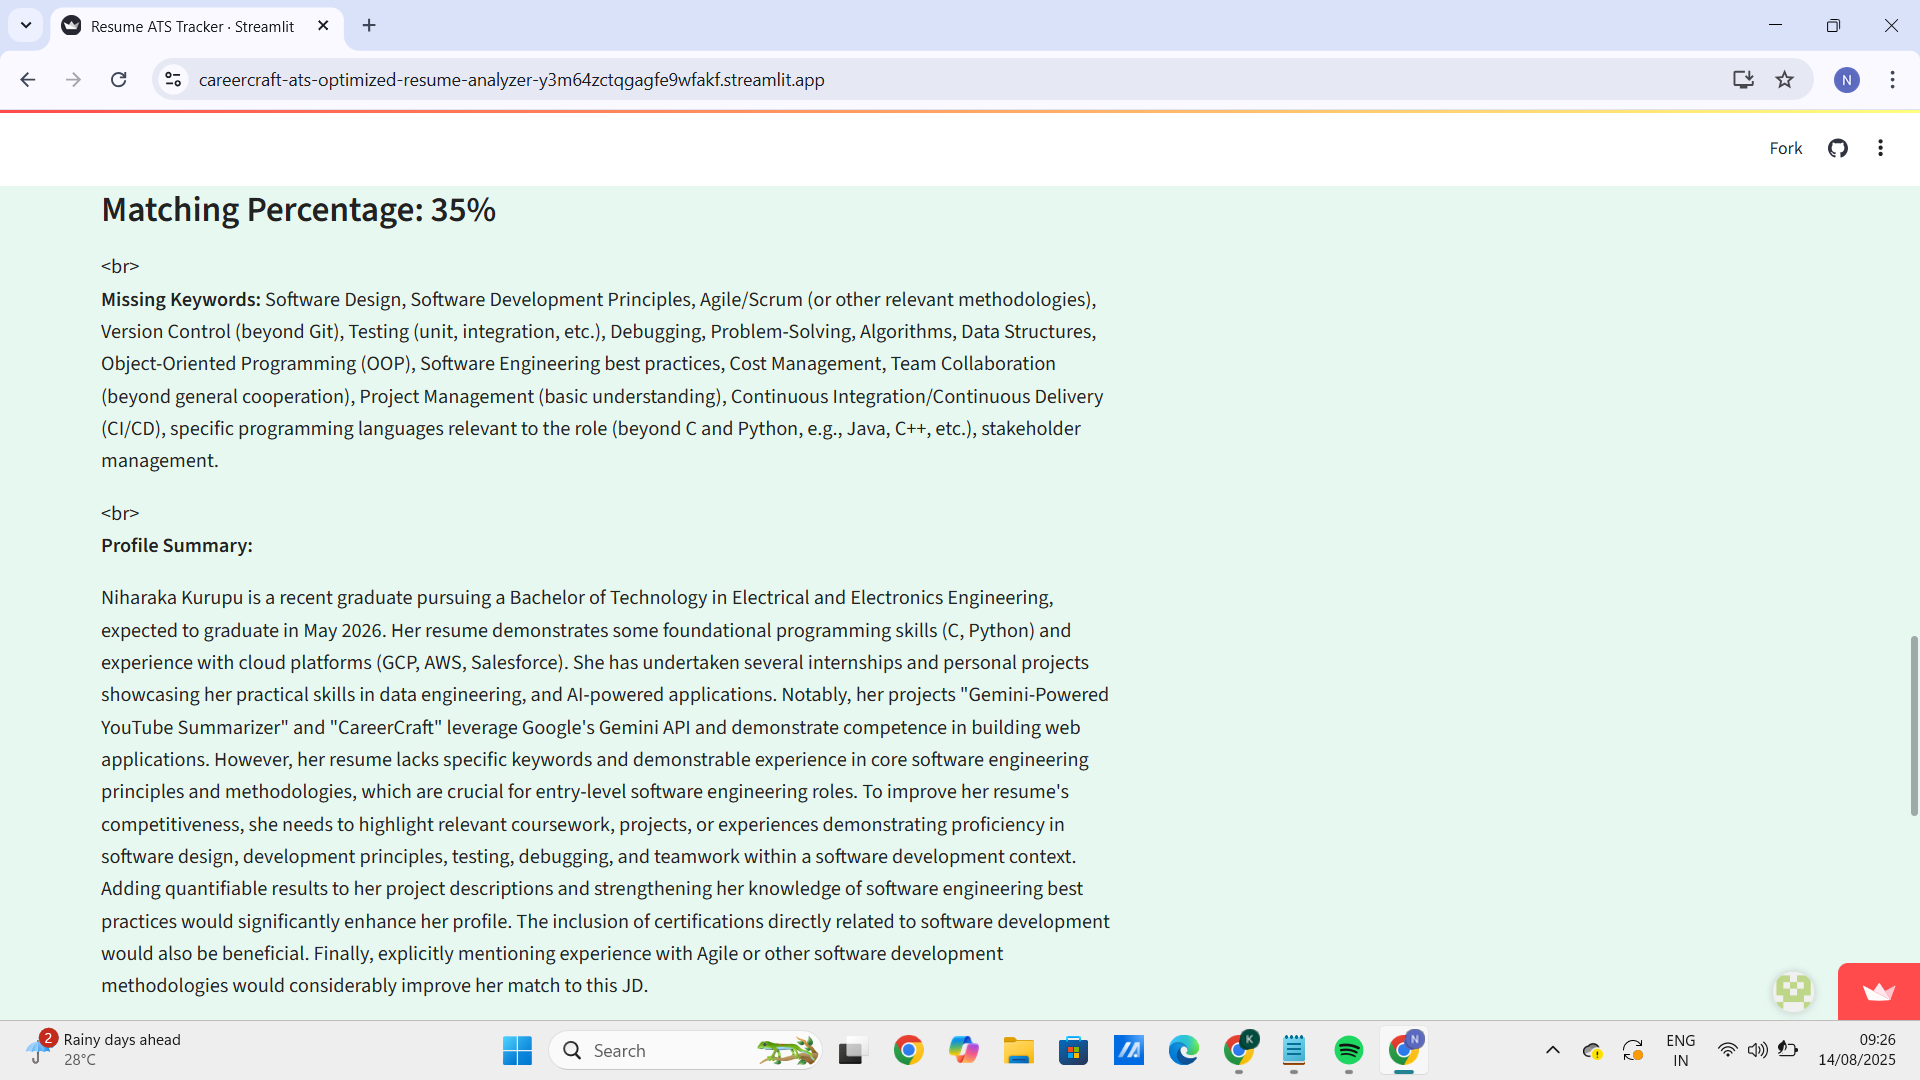 Resume ATS Tracker · Streamlit
careercraft-ats-optimized-resume-analyzer-y3m64zctqgagfe9wfakf.streamlit.app
N
Fork
Matching Percentage: 35%
<br>
Missing Keywords: Software Design, Software Development Principles, Agile/Scrum (or other relevant methodologies),
Version Control (beyond Git), Testing (unit, integration, etc.), Debugging, Problem-Solving, Algorithms, Data Structures,
Object-Oriented Programming (OOP), Software Engineering best practices, Cost Management, Team Collaboration
(beyond general cooperation), Project Management (basic understanding), Continuous Integration/Continuous Delivery
(CI/CD), specific programming languages relevant to the role (beyond C and Python, e.g., Java, C++, etc.), stakeholder
management.
<br>
Profile Summary:
Niharaka Kurupu is a recent graduate pursuing a Bachelor of Technology in Electrical and Electronics Engineering,
expected to graduate in May 2026. Her resume demonstrates some foundational programming skills (C, Python) and
experience with cloud platforms (GCP, AWS, Salesforce). She has undertaken several internships and personal projects
showcasing her practical skills in data engineering, and AI-powered applications. Notably, her projects "Gemini-Powered
YouTube Summarizer" and "CareerCraft" leverage Google's Gemini API and demonstrate competence in building web
applications. However, her resume lacks specific keywords and demonstrable experience in core software engineering
principles and methodologies, which are crucial for entry-level software engineering roles. To improve her resume's
competitiveness, she needs to highlight relevant coursework, projects, or experiences demonstrating proficiency in
software design, development principles, testing, debugging, and teamwork within a software development context.
Adding quantifiable results to her project descriptions and strengthening her knowledge of software engineering best
practices would significantly enhance her profile. The inclusion of certifications directly related to software development
would also be beneficial. Finally, explicitly mentioning experience with Agile or other software development
methodologies would considerably improve her match to this JD.
2
Rainy days ahead
28°C
Search
K
N
ENG
IN
09:26
14/08/2025